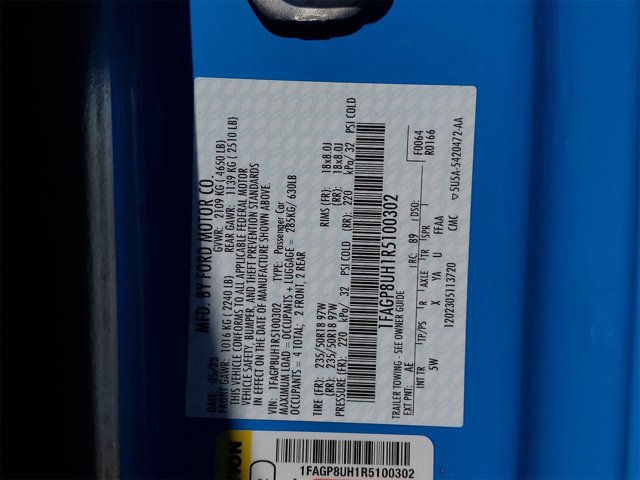 MFD. BY FORD MOTOR CO.
DATE: 05/23 GVWR: 2109 KG ( 4650 LB)
FRONT GAWR: 1016 KG ( 2240 LB) REAR GAWR: 1139 KG ( 2510 LB)
THIS VEHICLE CONFORMS TO ALL APPLICABLE FEDERAL MOTOR
VEHICLE SAFETY, BUMPER, AND THEFT PREVENTION STANDARDS
IN EFFECT ON THE DATE OF MANUFACTURE SHOWN ABOVE.
VIN: 1FAGP8UH1R5100302 TYPE: Passenger Car
MAXIMUM LOAD = OCCUPANTS + LUGGAGE = 285KG/ 630LB
OCCUPANTS = 4 TOTAL; 2 FRONT, 2 REAR
TIRE (FR): 235/50R18 97W RIMS (FR): 18x8.0J
(RR): 235/50R18 97W (RR): 18x8.0J
PRESSURE (FR): 220 kPa/ 32 PSI COLD (RR): 220 kPa/ 32 PSI COLD
1FAGP8UH1R5100302
TRAILER TOWING - SEE OWNER GUIDE F0064
R0166
EXT PNT: AE RC: 89 DSO:
INT TR TP/PS R AXLE TR SPR
5W X YA U FFAA
1202305113720 CMC ▽5U5A-5420472-AA
1FAGP8UH1R5100302